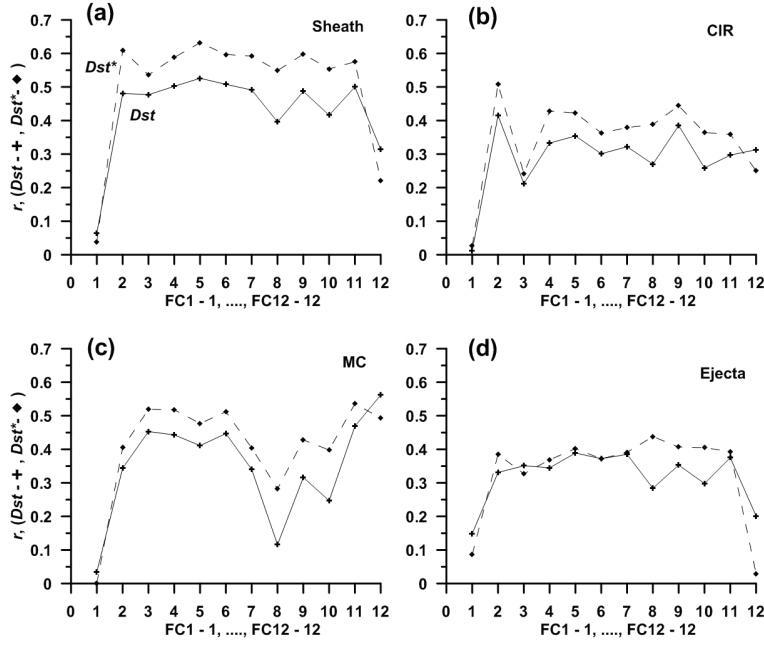 (a)
Sheath
r, (Dst - + , Dst*- ◆ )
0.7
0.6
0.5
0.4
0.3
0.2
0.1
0
Dst*
Dst
0 1 2 3 4 5 6 7 8 9 10 11 12
FC1 - 1, ...., FC12 - 12
(b)
CIR
0.7
0.6
0.5
0.4
0.3
0.2
0.1
0
0 1 2 3 4 5 6 7 8 9 10 11 12
FC1 - 1, ...., FC12 - 12
(c)
MC
r, (Dst - + , Dst*- ◆ )
0.7
0.6
0.5
0.4
0.3
0.2
0.1
0
0 1 2 3 4 5 6 7 8 9 10 11 12
FC1 - 1, ...., FC12 - 12
(d)
Ejecta
0.7
0.6
0.5
0.4
0.3
0.2
0.1
0
0 1 2 3 4 5 6 7 8 9 10 11 12
FC1 - 1, ...., FC12 - 12